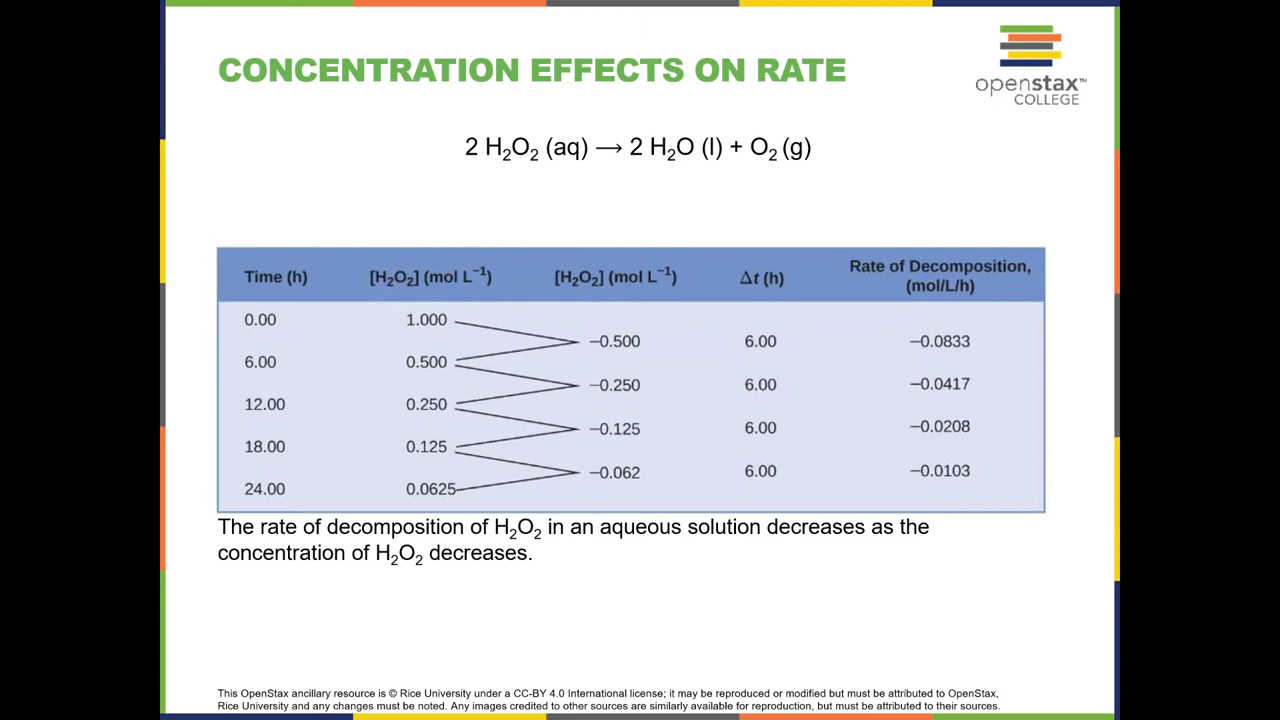 CONCENTRATION EFFECTS ON RATE
openstax™
COLLEGE
2 H₂O₂ (aq) ⟶ 2 H₂O (l) + O₂ (g)
Time (h) [H₂O₂] (mol L⁻¹) [H₂O₂] (mol L⁻¹) Δt (h) Rate of Decomposition, (mol/L/h)
0.00 1.000
−0.500 6.00 −0.0833
6.00 0.500
−0.250 6.00 −0.0417
12.00 0.250
−0.125 6.00 −0.0208
18.00 0.125
−0.062 6.00 −0.0103
24.00 0.0625
The rate of decomposition of H₂O₂ in an aqueous solution decreases as the
concentration of H₂O₂ decreases.
This OpenStax ancillary resource is © Rice University under a CC-BY 4.0 International license; it may be reproduced or modified but must be attributed to OpenStax,
Rice University and any changes must be noted. Any images credited to other sources are similarly available for reproduction, but must be attributed to their sources.